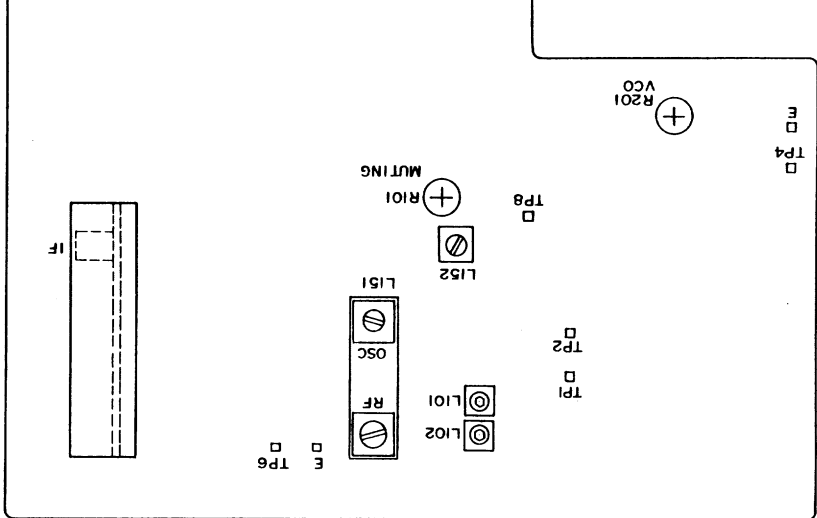 E
TP6
L102
TP1
L101
RF
TP2
OSC
L151
L152
IF
TP8
R101
MUTING
TP4
E
R201
VCO